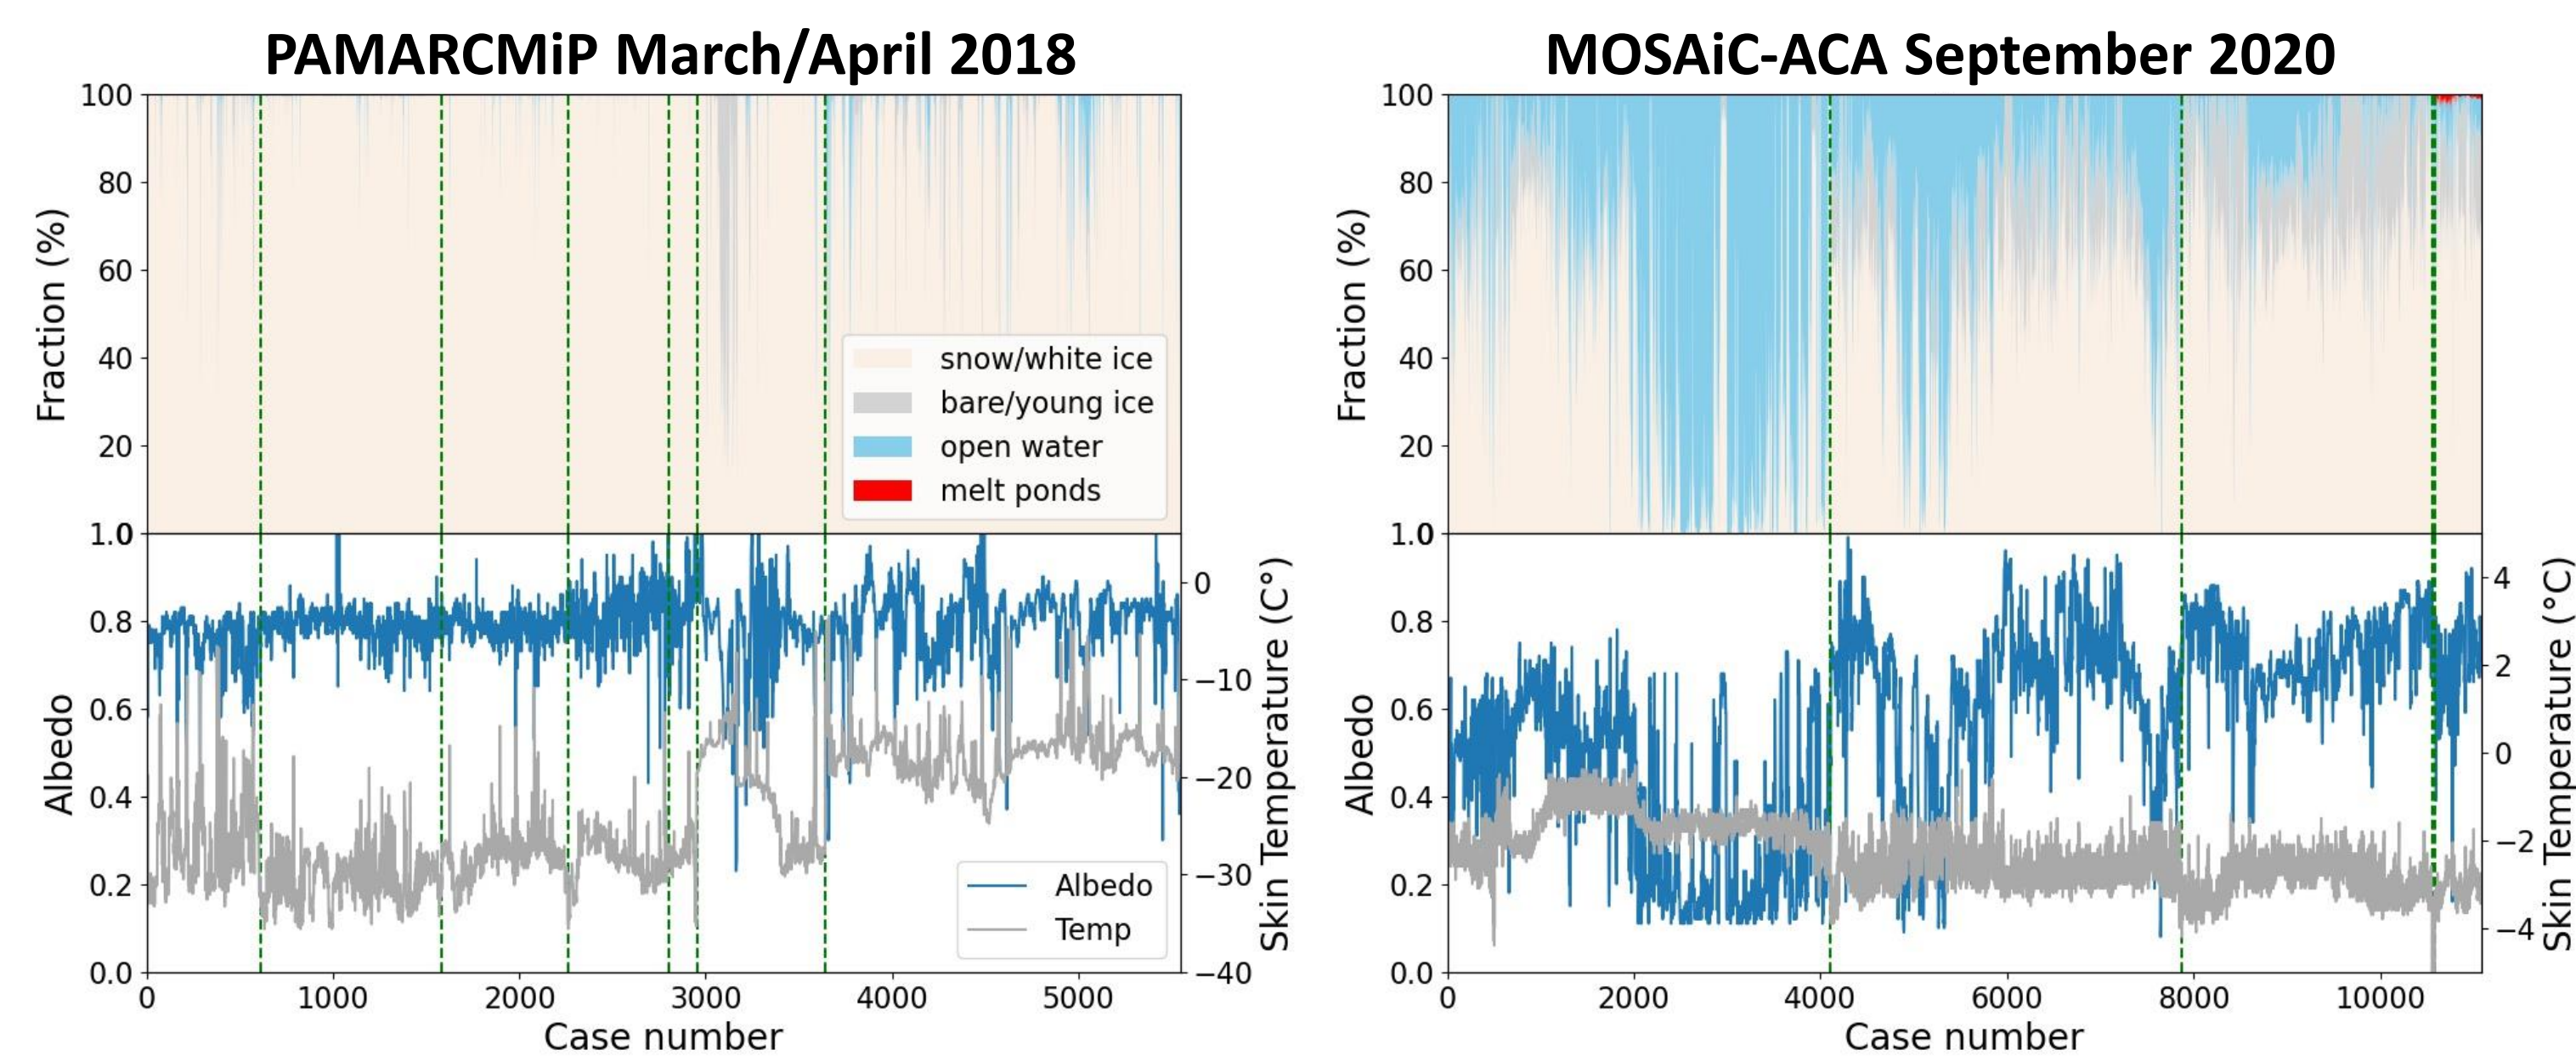 PAMARCMiP March/April 2018
100
80
60
40
20
Fraction (%)
snow/white ice
bare/young ice
open water
melt ponds
1.0
0.8
0.6
0.4
0.2
0.0
Albedo
0
−10
−20
−30
−40
Skin Temperature (C°)
Albedo
Temp
0
1000
2000
3000
4000
5000
Case number
MOSAiC-ACA September 2020
100
80
60
40
20
Fraction (%)
1.0
0.8
0.6
0.4
0.2
0.0
Albedo
4
2
0
−2
−4
Skin Temperature (°C)
0
2000
4000
6000
8000
10000
Case number